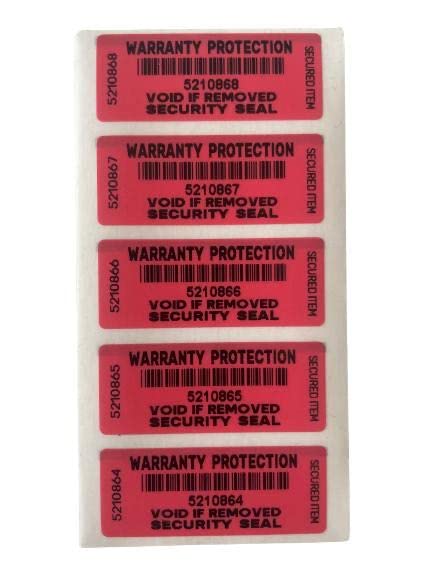 5210868
WARRANTY PROTECTION
5210868
VOID IF REMOVED
SECURITY SEAL
SECURED ITEM
5210867
WARRANTY PROTECTION
5210867
VOID IF REMOVED
SECURITY SEAL
SECURED ITEM
5210866
WARRANTY PROTECTION
5210866
VOID IF REMOVED
SECURITY SEAL
SECURED ITEM
5210865
WARRANTY PROTECTION
5210865
VOID IF REMOVED
SECURITY SEAL
SECURED ITEM
5210864
WARRANTY PROTECTION
5210864
VOID IF REMOVED
SECURITY SEAL
SECURED ITEM